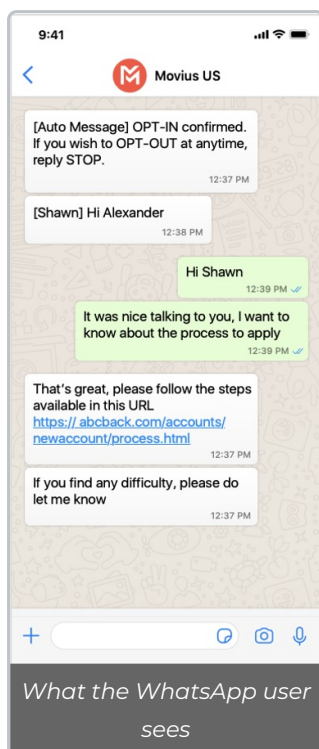 9:41
Movius US
[Auto Message] OPT-IN confirmed.
If you wish to OPT-OUT at anytime,
reply STOP.
12:37 PM
[Shawn] Hi Alexander
12:38 PM
Hi Shawn
12:39 PM
It was nice talking to you, I want to
know about the process to apply
12:39 PM
That's great, please follow the steps
available in this URL
https:// abcback.com/accounts/
newaccount/process.html
12:37 PM
If you find any difficulty, please do
let me know
12:37 PM
What the WhatsApp user
sees